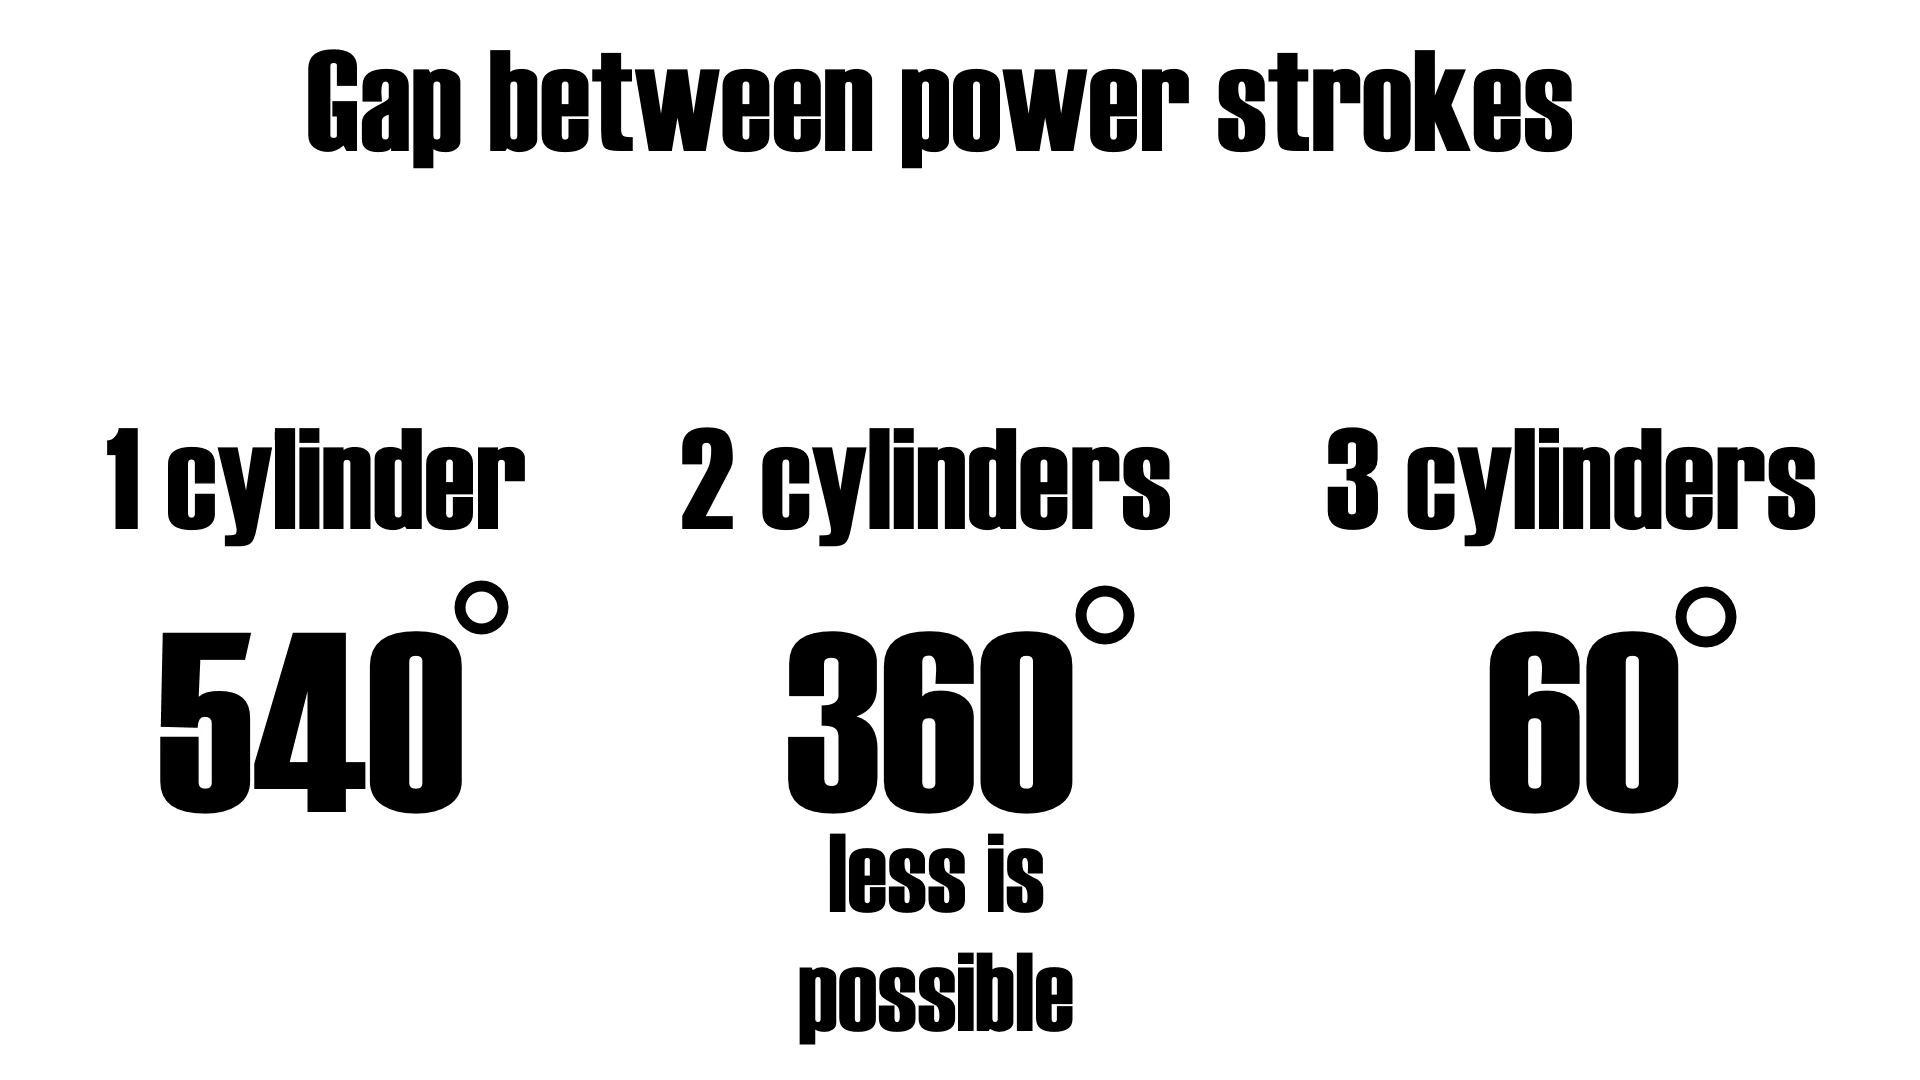 Gap between power strokes
1 cylinder
540°
2 cylinders
360°
less is
possible
3 cylinders
60°